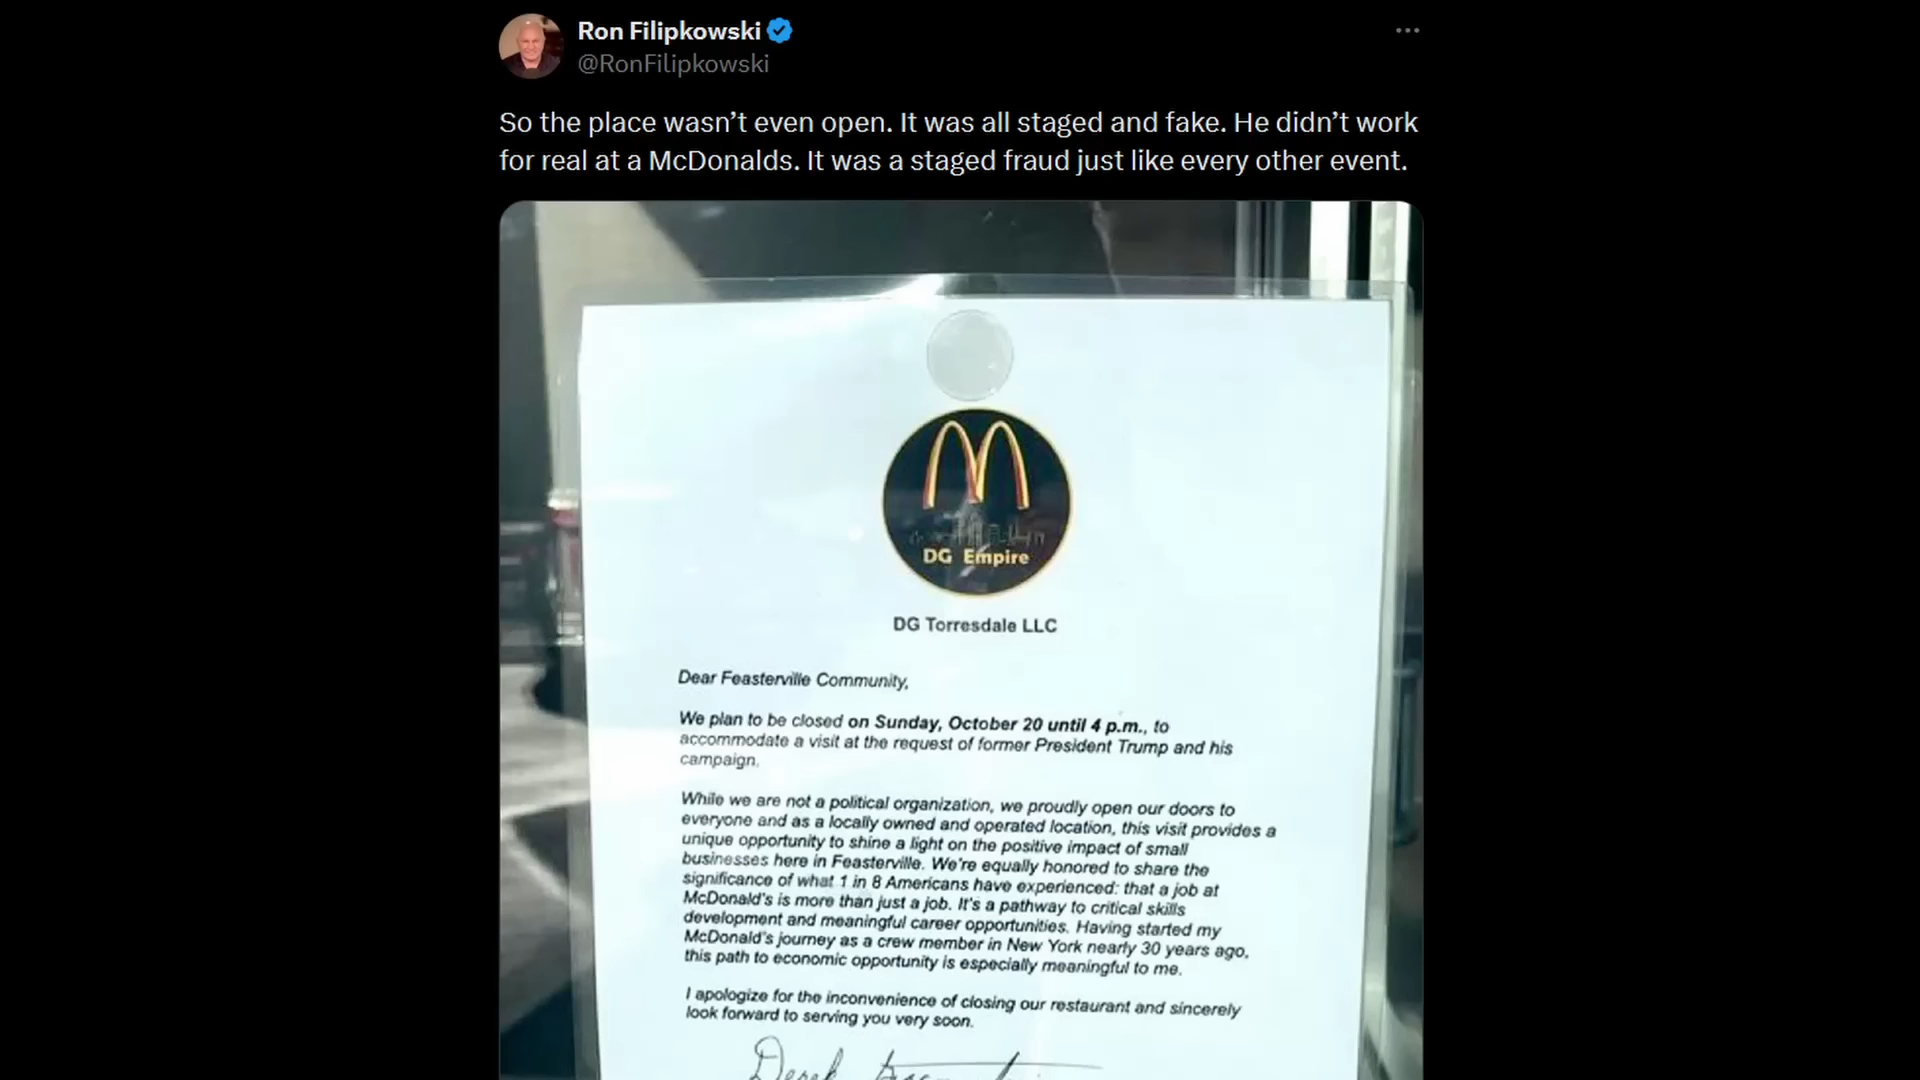 Ron Filipkowski
@RonFilipkowski
So the place wasn’t even open. It was all staged and fake. He didn’t work
for real at a McDonalds. It was a staged fraud just like every other event.
DG Empire
DG Torresdale LLC
Dear Feasterville Community,
We plan to be closed on Sunday, October 20 until 4 p.m., to
accommodate a visit at the request of former President Trump and his
campaign.
While we are not a political organization, we proudly open our doors to
everyone and as a locally owned and operated location, this visit provides a
unique opportunity to shine a light on the positive impact of small
businesses here in Feasterville. We're equally honored to share the
significance of what 1 in 8 Americans have experienced: that a job at
McDonald's is more than just a job. It's a pathway to critical skills
development and meaningful career opportunities. Having started my
McDonald's journey as a crew member in New York nearly 30 years ago,
this path to economic opportunity is especially meaningful to me.
I apologize for the inconvenience of closing our restaurant and sincerely
look forward to serving you very soon.
Derek